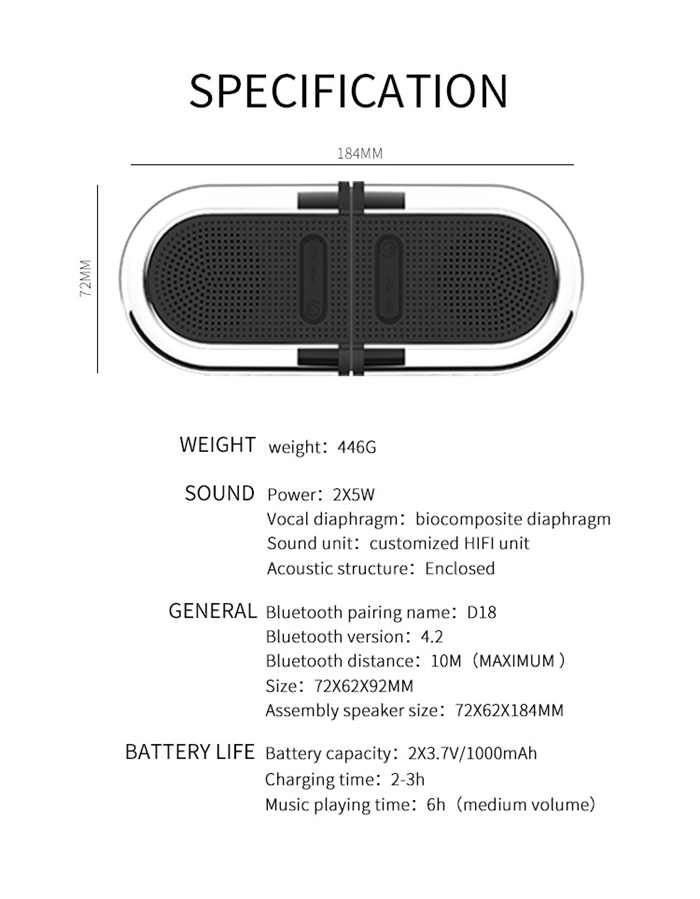 SPECIFICATION
184MM
72MM
WEIGHT weight：446G
SOUND Power：2X5W
Vocal diaphragm：biocomposite diaphragm
Sound unit：customized HIFI unit
Acoustic structure：Enclosed
GENERAL Bluetooth pairing name：D18
Bluetooth version：4.2
Bluetooth distance：10M（MAXIMUM ）
Size：72X62X92MM
Assembly speaker size：72X62X184MM
BATTERY LIFE Battery capacity：2X3.7V/1000mAh
Charging time：2-3h
Music playing time：6h（medium volume）